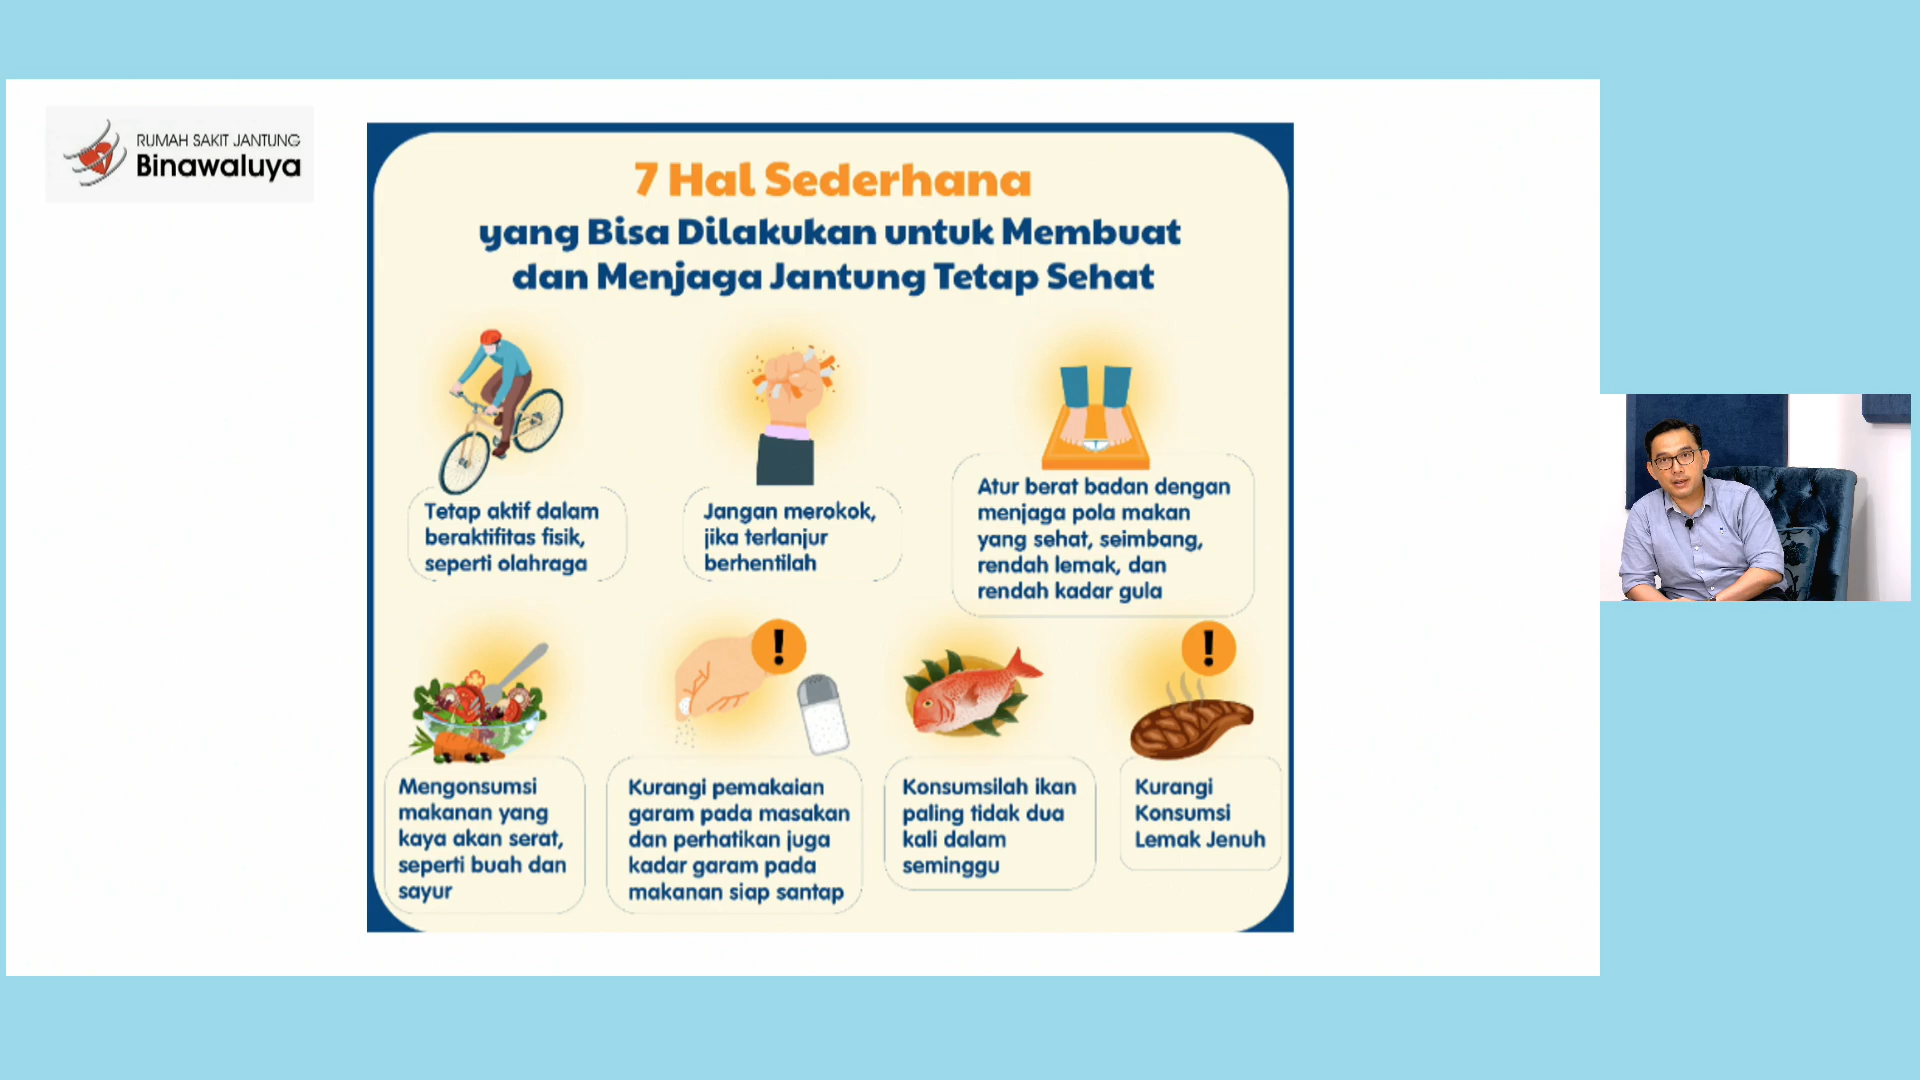 RUMAH SAKIT JANTUNG
Binawaluya
7 Hal Sederhana
yang Bisa Dilakukan untuk Membuat
dan Menjaga Jantung Tetap Sehat
Tetap aktif dalam
beraktifitas fisik,
seperti olahraga
Jangan merokok,
jika terlanjur
berhentilah
Atur berat badan dengan
menjaga pola makan
yang sehat, seimbang,
rendah lemak, dan
rendah kadar gula
!
!
Mengonsumsi
makanan yang
kaya akan serat,
seperti buah dan
sayur
Kurangi pemakaian
garam pada masakan
dan perhatikan juga
kadar garam pada
makanan siap santap
Konsumsilah ikan
paling tidak dua
kali dalam
seminggu
Kurangi
Konsumsi
Lemak Jenuh